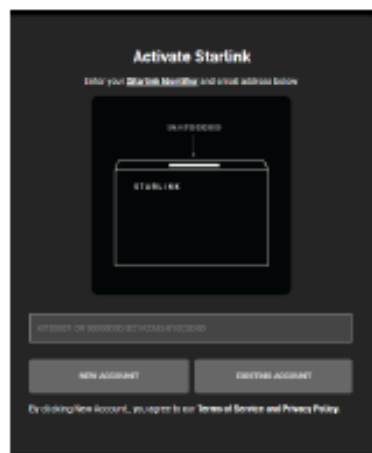 Activate Starlink
Enter your Starlink Identifier and email address below
STARLINK
NEW ACCOUNT
EXISTING ACCOUNT
By clicking New Account, you agree to our Terms of Service and Privacy Policy.